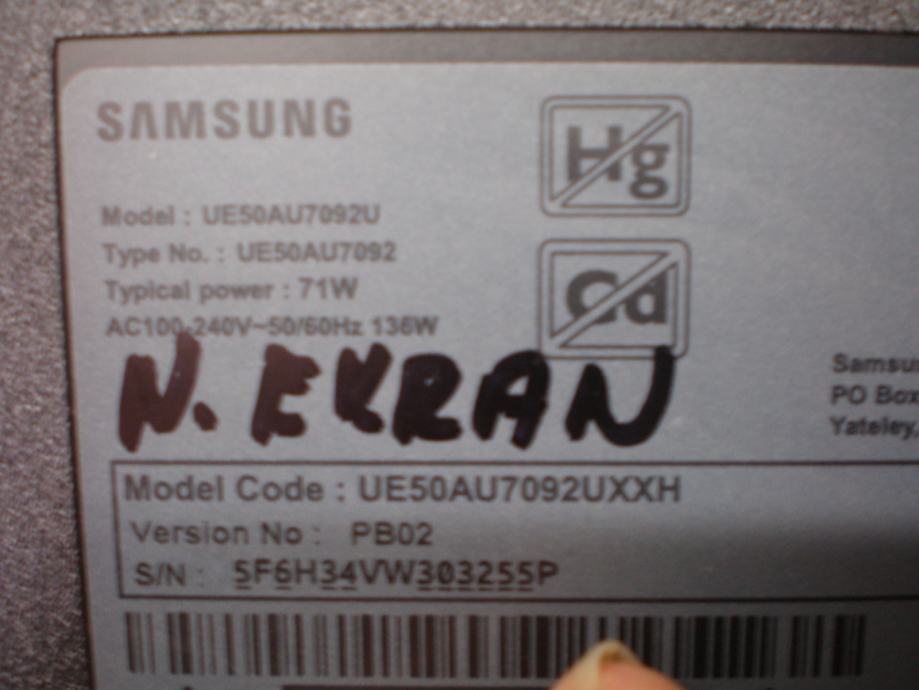 SAMSUNG
Hg
Model : UE50AU7092U
Type No. : UE50AU7092
Cd
Typical power : 71W
AC100-240V~50/60Hz 136W
N. EKRAN
Samsu
PO Box
Yateley,
Model Code : UE50AU7092UXXH
Version No : PB02
S/N : 5F6H34VW303255P